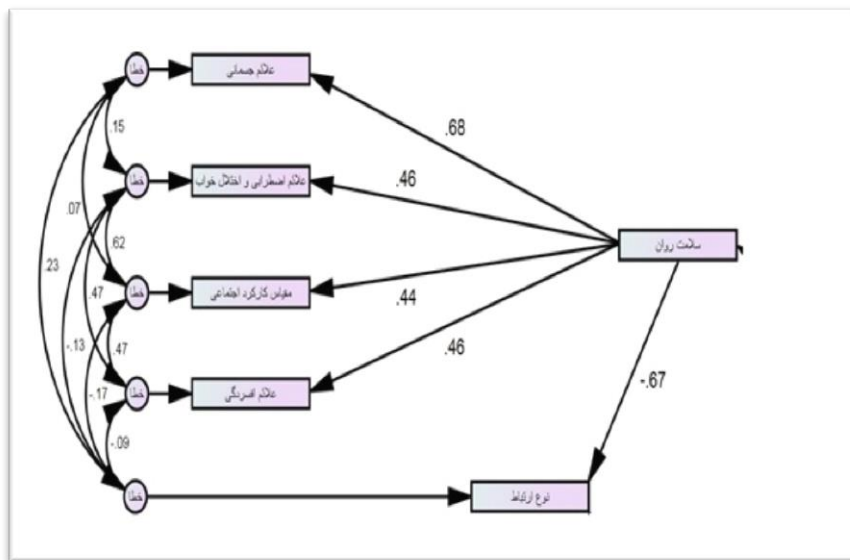 خطا
علائم جسمانی
.68
.15
خطا
علائم اضطرابی و اختلال خواب
.46
.07
.62
سلامت روان
.23
خطا
مقیاس کارکرد اجتماعی
.44
.47
-.13
.47
.46
-.17
خطا
علائم افسردگی
-.67
-.09
خطا
نوع ارتباط